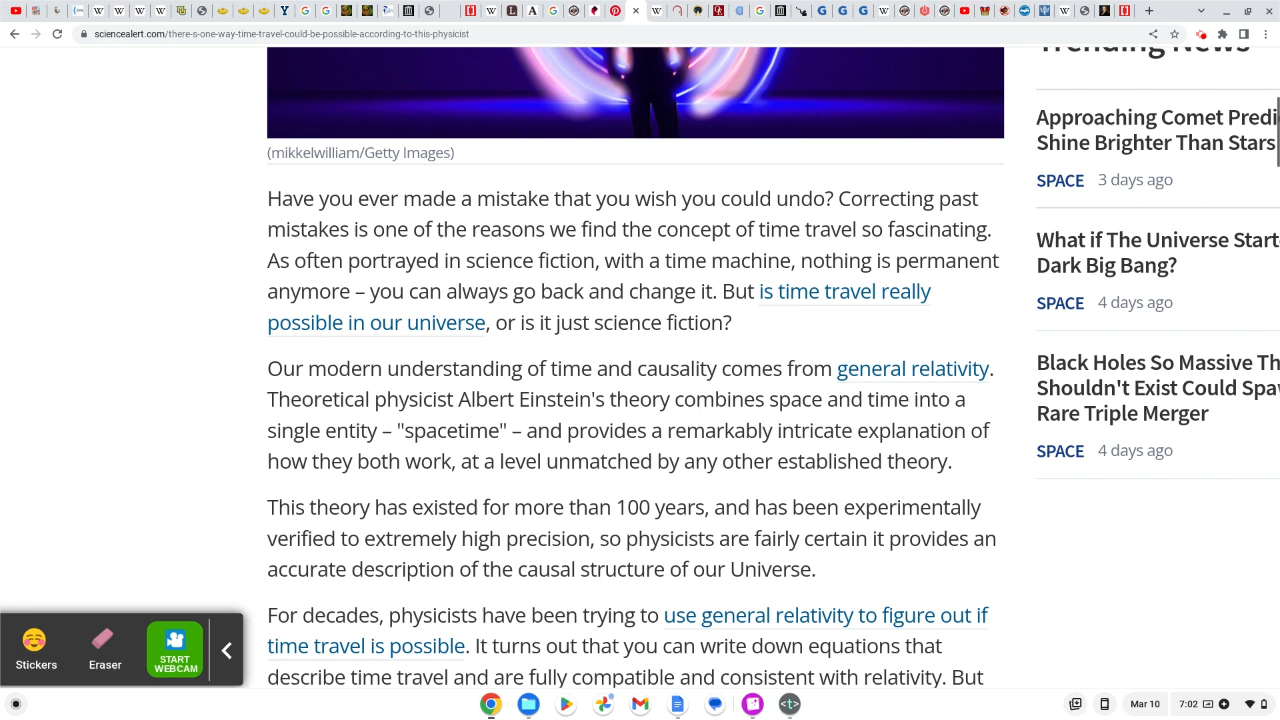 sciencealert.com/there-s-one-way-time-travel-could-be-possible-according-to-this-physicist
Trending News
(mikkelwilliam/Getty Images)
Have you ever made a mistake that you wish you could undo? Correcting past
mistakes is one of the reasons we find the concept of time travel so fascinating.
As often portrayed in science fiction, with a time machine, nothing is permanent
anymore – you can always go back and change it. But is time travel really
possible in our universe, or is it just science fiction?
Our modern understanding of time and causality comes from general relativity.
Theoretical physicist Albert Einstein's theory combines space and time into a
single entity – "spacetime" – and provides a remarkably intricate explanation of
how they both work, at a level unmatched by any other established theory.
This theory has existed for more than 100 years, and has been experimentally
verified to extremely high precision, so physicists are fairly certain it provides an
accurate description of the causal structure of our Universe.
For decades, physicists have been trying to use general relativity to figure out if
time travel is possible. It turns out that you can write down equations that
describe time travel and are fully compatible and consistent with relativity. But
Approaching Comet Predi
Shine Brighter Than Stars
SPACE 3 days ago
What if The Universe Start
Dark Big Bang?
SPACE 4 days ago
Black Holes So Massive Th
Shouldn't Exist Could Spa
Rare Triple Merger
SPACE 4 days ago
Stickers
Eraser
START
WEBCAM
Mar 10
7:02